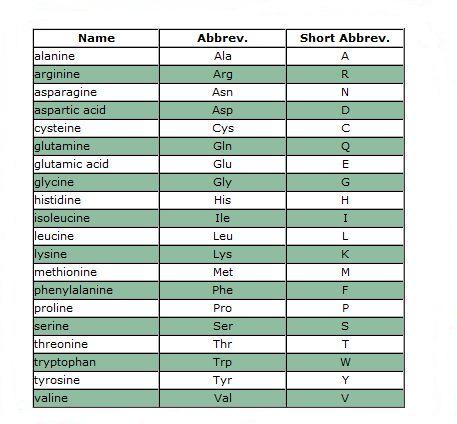 Name Abbrev. Short Abbrev.
alanine Ala A
arginine Arg R
asparagine Asn N
aspartic acid Asp D
cysteine Cys C
glutamine Gln Q
glutamic acid Glu E
glycine Gly G
histidine His H
isoleucine Ile I
leucine Leu L
lysine Lys K
methionine Met M
phenylalanine Phe F
proline Pro P
serine Ser S
threonine Thr T
tryptophan Trp W
tyrosine Tyr Y
valine Val V